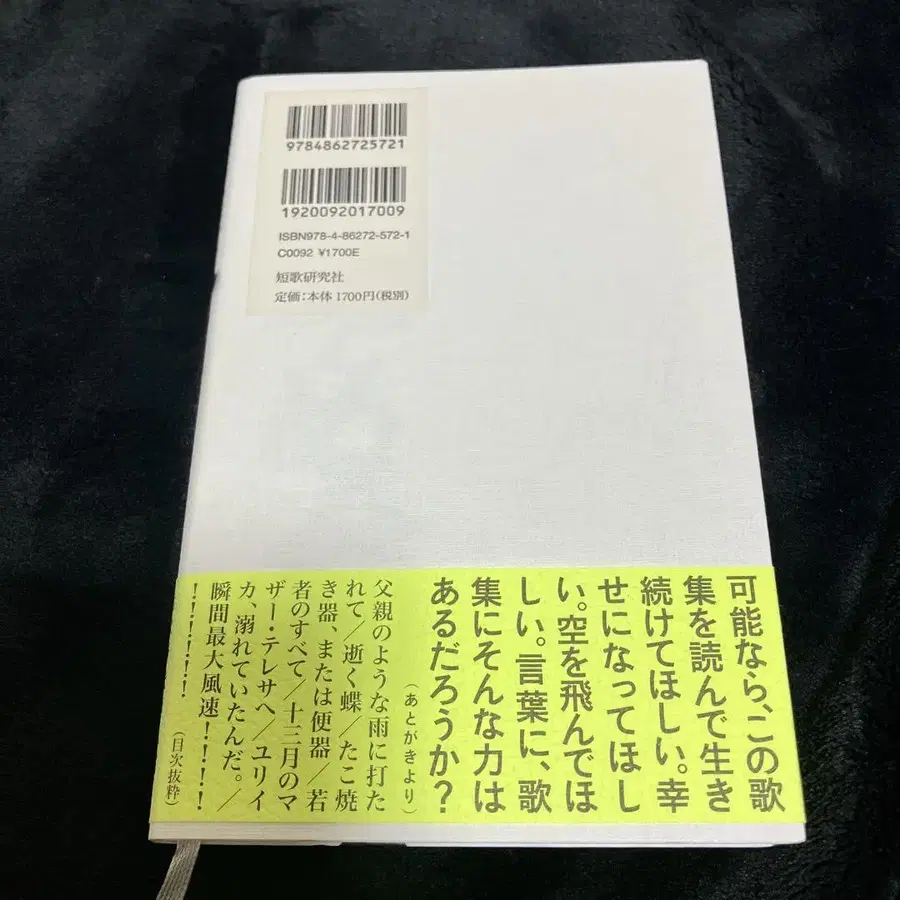 9784862725721
1920092017009
ISBN978-4-86272-572-1
C0092 ¥1700E
短歌研究社
定価：本体1700円（税別）
可能なら、この歌
集を読んで生き
続けてほしい。幸
せになってほし
い。空を飛んでほ
しい。言葉に、歌
集にそんな力は
あるだろうか？
（あとがきより）
父親のような雨に打た
れて／逝く蝶／たこ焼
き器、または便器／若
者のすべて／十三月のマ
ザー・テレサへ／ユリイ
カ、溺れていたんだ。／
瞬間最大風速！！！！
！！！！！！
（目次抜粋）